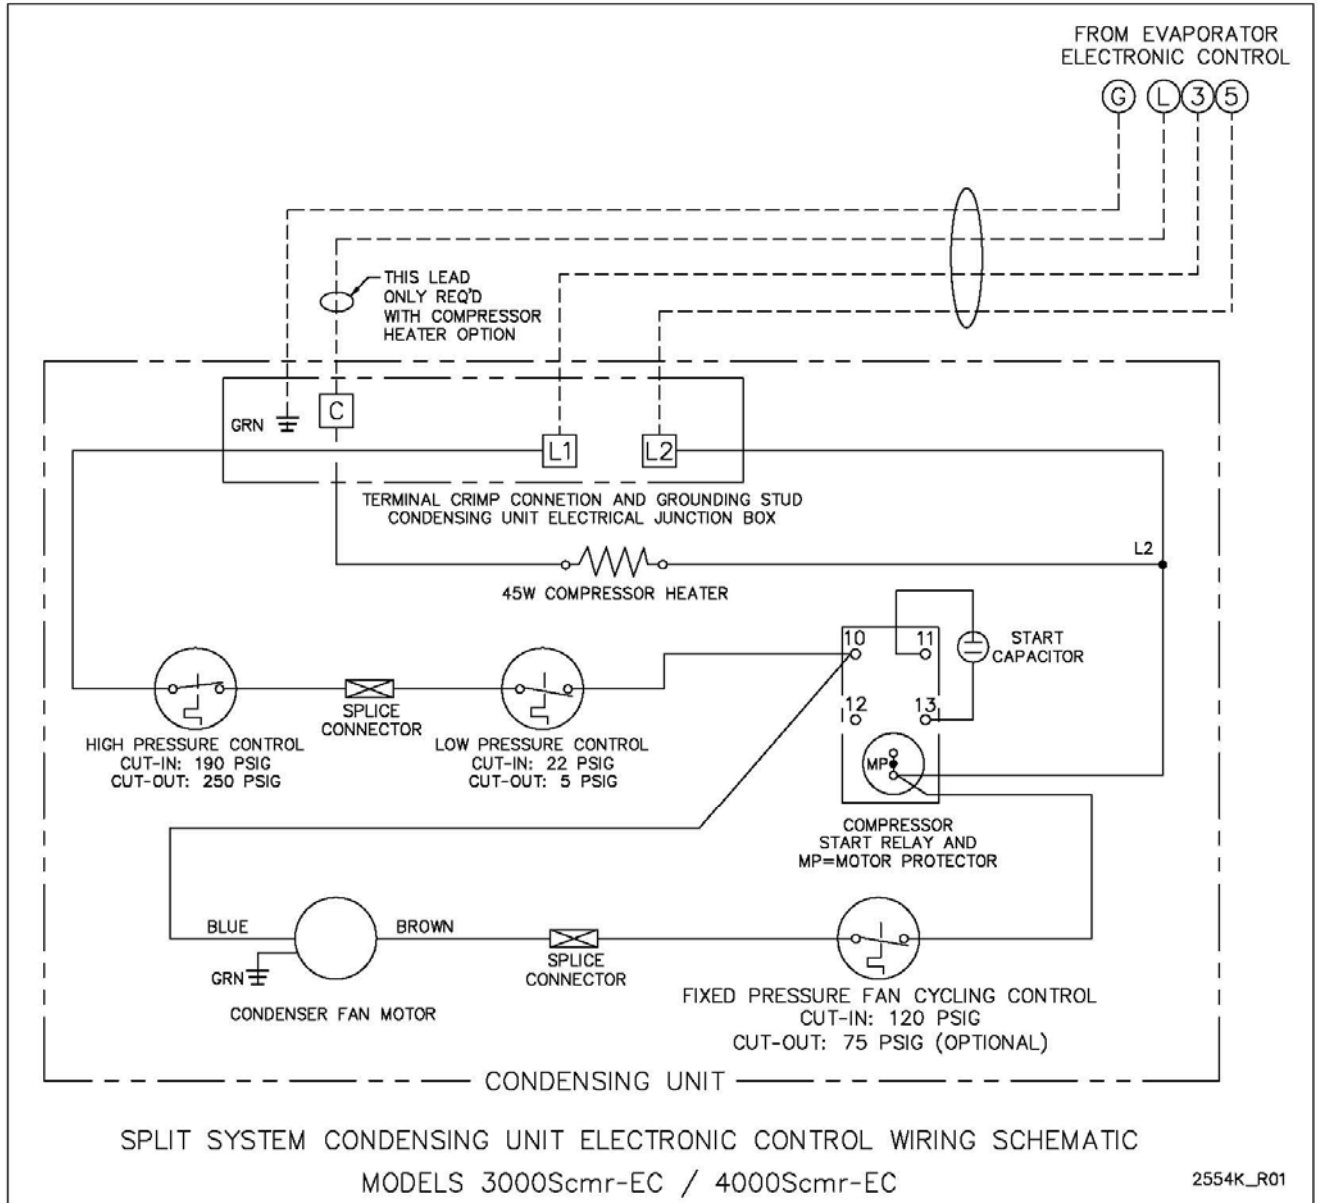 FROM EVAPORATOR
ELECTRONIC CONTROL
G L 3 5
THIS LEAD
ONLY REQ'D
WITH COMPRESSOR
HEATER OPTION
GRN
C
L1
L2
TERMINAL CRIMP CONNETION AND GROUNDING STUD
CONDENSING UNIT ELECTRICAL JUNCTION BOX
L2
45W COMPRESSOR HEATER
10 11
12 13
MP
START
CAPACITOR
SPLICE
CONNECTOR
HIGH PRESSURE CONTROL
CUT-IN: 190 PSIG
CUT-OUT: 250 PSIG
LOW PRESSURE CONTROL
CUT-IN: 22 PSIG
CUT-OUT: 5 PSIG
COMPRESSOR
START RELAY AND
MP=MOTOR PROTECTOR
BLUE
BROWN
GRN
SPLICE
CONNECTOR
CONDENSER FAN MOTOR
FIXED PRESSURE FAN CYCLING CONTROL
CUT-IN: 120 PSIG
CUT-OUT: 75 PSIG (OPTIONAL)
CONDENSING UNIT
SPLIT SYSTEM CONDENSING UNIT ELECTRONIC CONTROL WIRING SCHEMATIC
MODELS 3000Scmr-EC / 4000Scmr-EC
2554K_R01